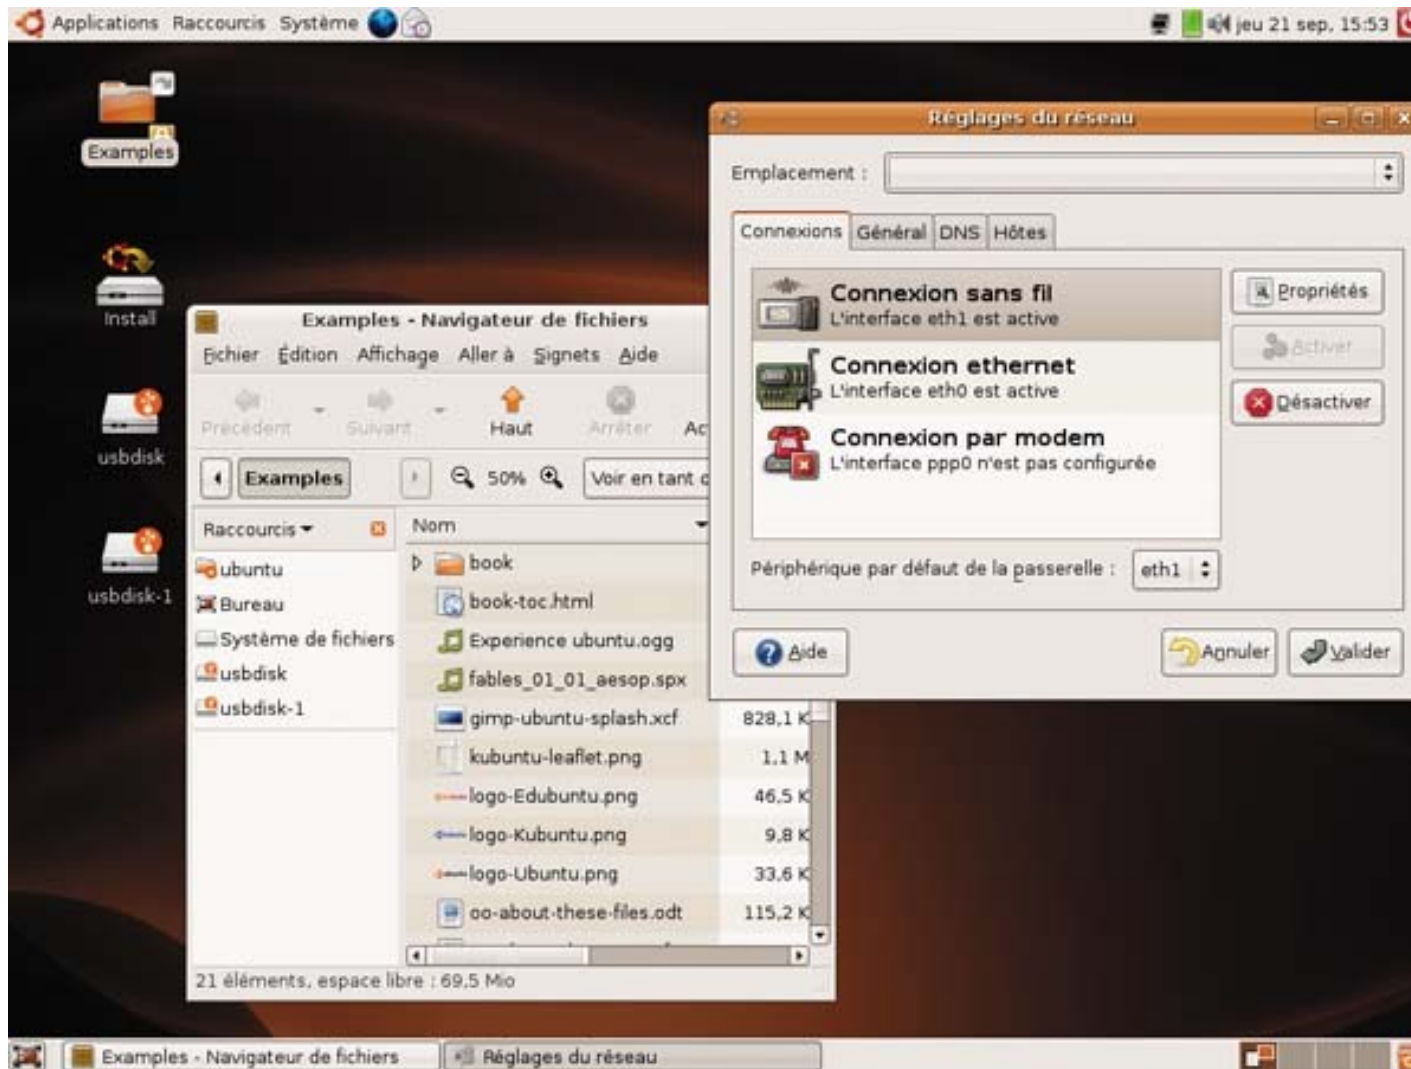 Applications Raccourcis Système
jeu 21 sep, 15:53
Examples
Install
usbdisk
usbdisk-1
Examples - Navigateur de fichiers
Fichier Édition Affichage Aller à Signets Aide
Précédent Suivant Haut Arrêter
Examples 50% Voir en tant
Raccourcis
ubuntu
Bureau
Système de fichiers
usbdisk
usbdisk-1
Nom
book
book-toc.html
Experience ubuntu.ogg
fables_01_01_aesop.spx
gimp-ubuntu-splash.xcf 828,1 K
kubuntu-leaflet.png 1,1 M
logo-Edubuntu.png 46,5 K
logo-Kubuntu.png 9,8 K
logo-Ubuntu.png 33,6 K
oo-about-these-files.odt 115,2 K
21 éléments, espace libre : 69,5 Mio
Réglages du réseau
Emplacement :
Connexions Général DNS Hôtes
Connexion sans fil
L'interface eth1 est active
Connexion ethernet
L'interface eth0 est active
Connexion par modem
L'interface ppp0 n'est pas configurée
Propriétés
Activer
Désactiver
Périphérique par défaut de la passerelle : eth1
Aide
Annuler
Valider
Examples - Navigateur de fichiers
Réglages du réseau